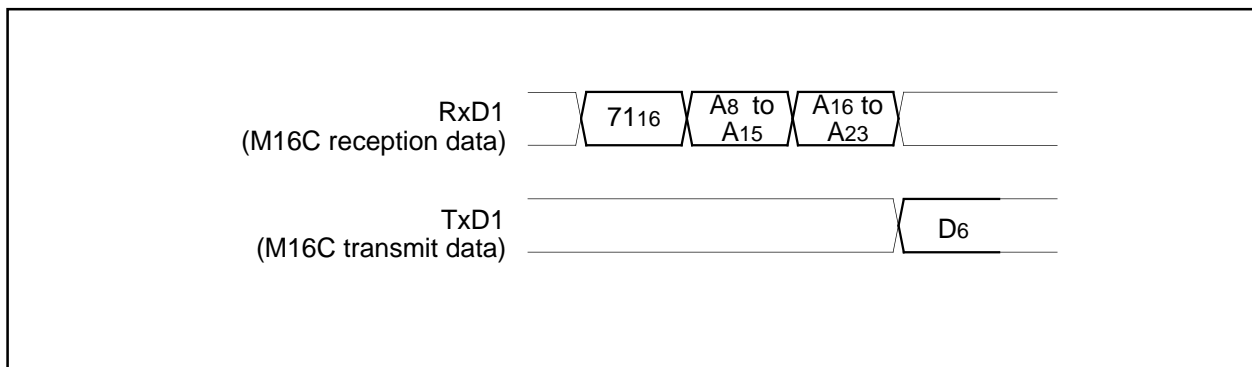 RxD1
(M16C reception data)
7116
A8 to
A15
A16 to
A23
TxD1
(M16C transmit data)
D6